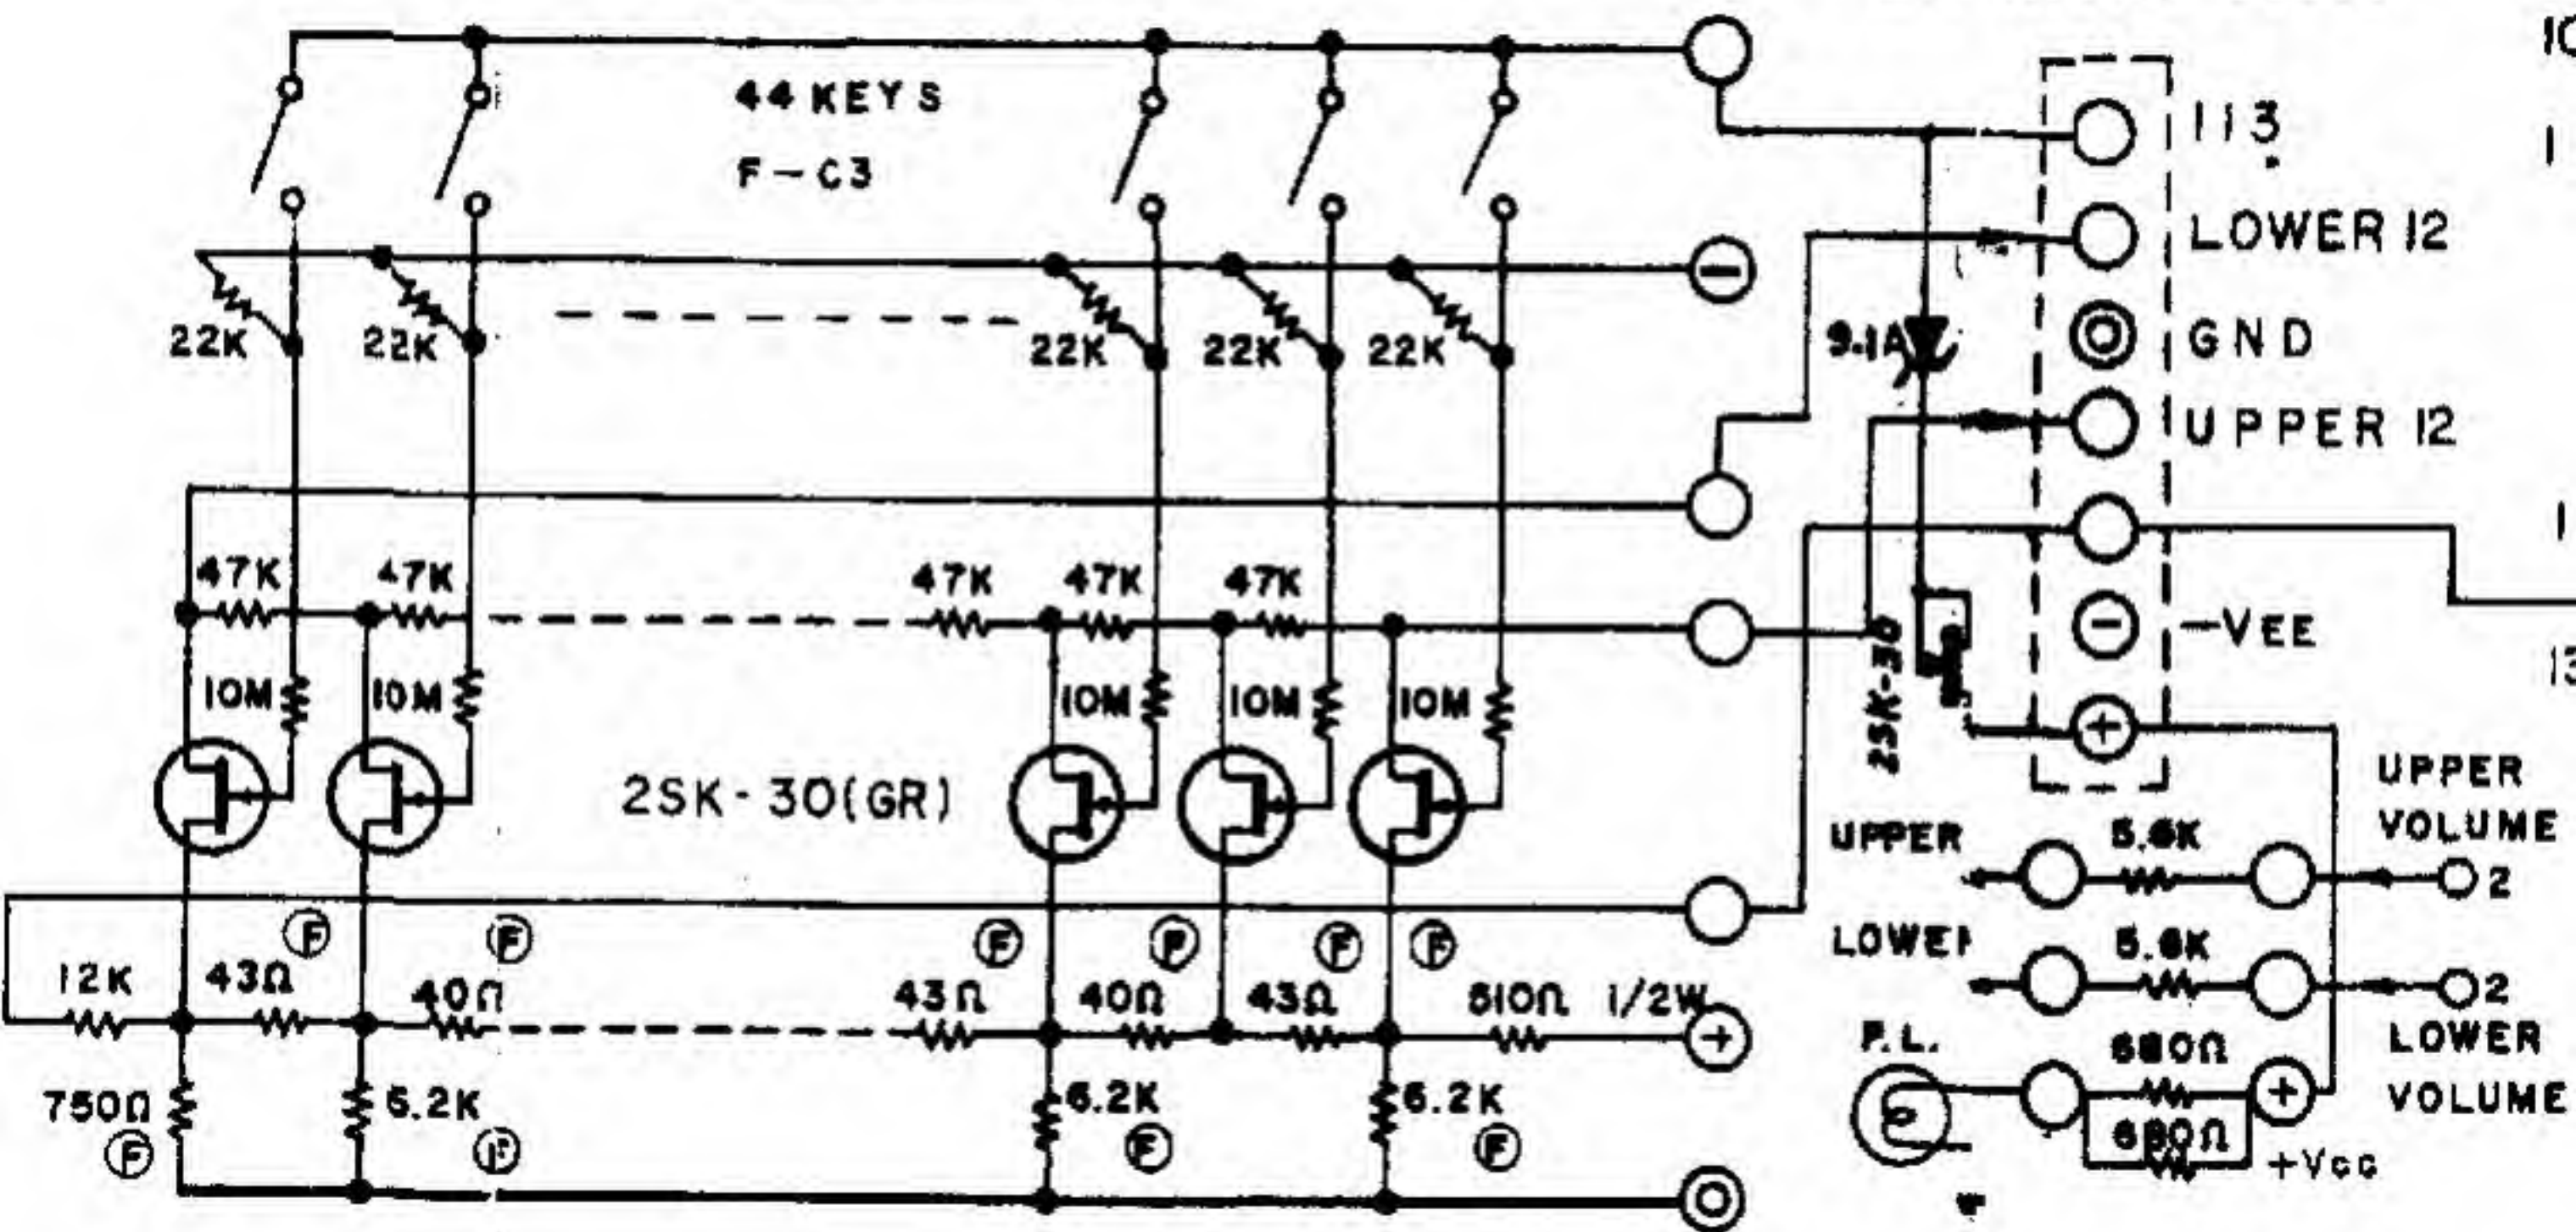 44 KEYS
F-C3
113
LOWER 12
9.1A
GND
UPPER 12
22K 22K 22K 22K 22K
47K 47K 47K 47K 47K
-VEE
2SK-30
10M 10M 10M 10M 10M
2SK-30(GR)
UPPER
VOLUME
UPPER 5.6K 2
F F F F F F
12K 43Ω 40Ω 43Ω 40Ω 43Ω 510Ω 1/2W
5.6K 2
LOWER
VOLUME
P.L. 680Ω
680Ω
+Vcc
750Ω 6.2K 6.2K 6.2K
F F F F